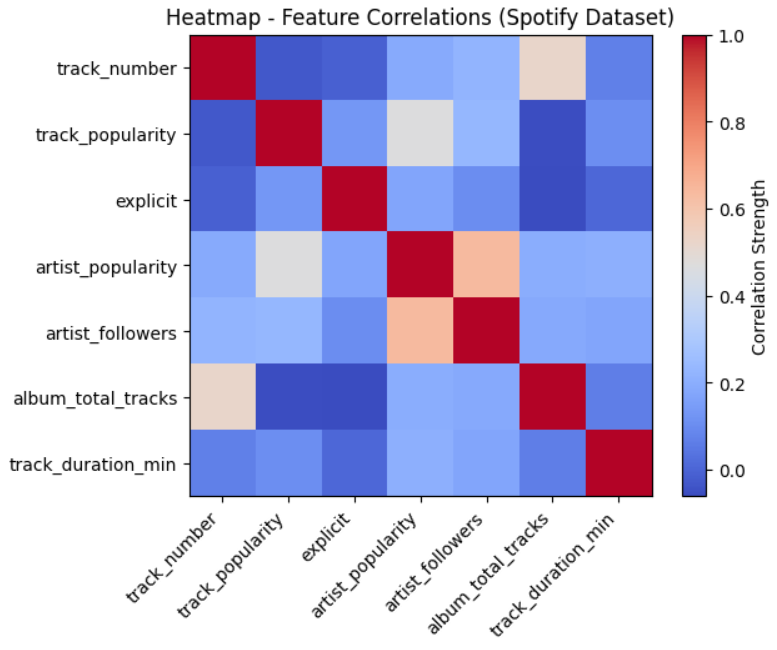 Heatmap - Feature Correlations (Spotify Dataset)
track_number
track_popularity
explicit
artist_popularity
artist_followers
album_total_tracks
track_duration_min
track_number
track_popularity
explicit
artist_popularity
artist_followers
album_total_tracks
track_duration_min
1.0
0.8
0.6
0.4
0.2
0.0
Correlation Strength